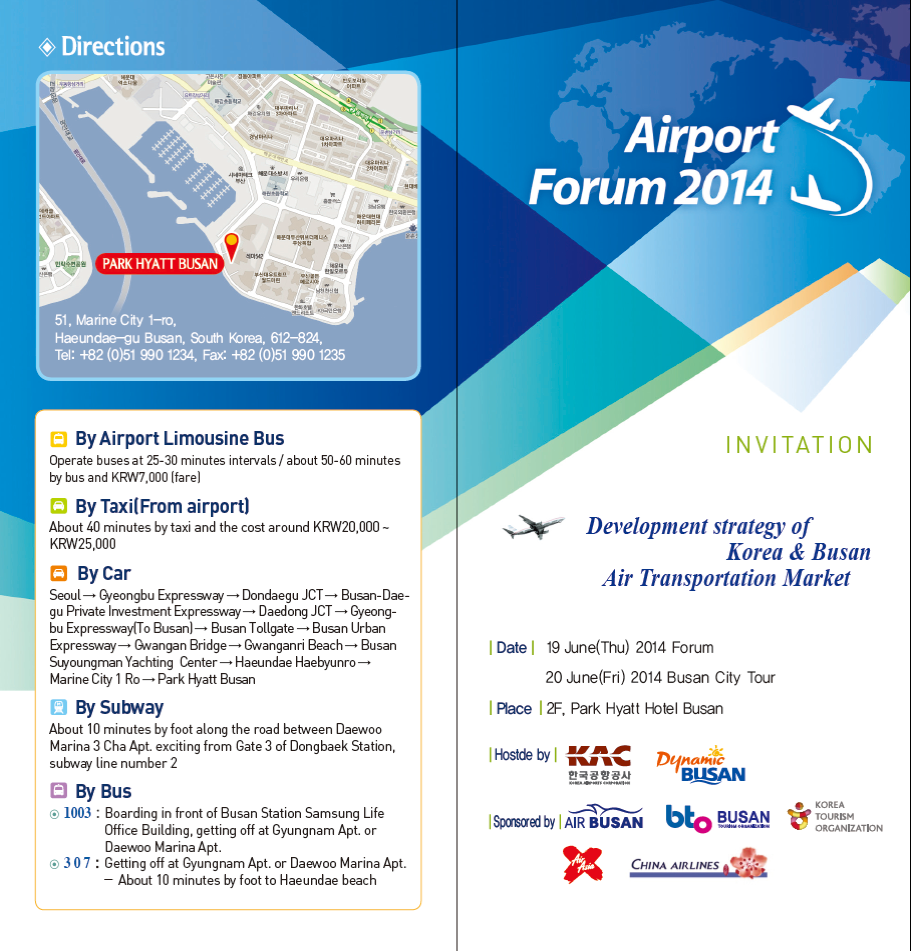 Directions
PARK HYATT BUSAN
51, Marine City 1-ro,
Haeundae-gu Busan, South Korea, 612-824,
Tel: +82 (0)51 990 1234, Fax: +82 (0)51 990 1235
By Airport Limousine Bus
Operate buses at 25-30 minutes intervals / about 50-60 minutes
by bus and KRW7,000 (fare)
By Taxi(From airport)
About 40 minutes by taxi and the cost around KRW20,000 ~
KRW25,000
By Car
Seoul → Gyeongbu Expressway → Dondaegu JCT → Busan-Dae-
gu Private Investment Expressway → Daedong JCT → Gyeong-
bu Expressway(To Busan) → Busan Tollgate → Busan Urban
Expressway → Gwangan Bridge → Gwanganri Beach → Busan
Suyoungman Yachting Center → Haeundae Haebyunro →
Marine City 1 Ro → Park Hyatt Busan
By Subway
About 10 minutes by foot along the road between Daewoo
Marina 3 Cha Apt. exciting from Gate 3 of Dongbaek Station,
subway line number 2
By Bus
1003 : Boarding in front of Busan Station Samsung Life
Office Building, getting off at Gyungnam Apt. or
Daewoo Marina Apt.
307 : Getting off at Gyungnam Apt. or Daewoo Marina Apt.
– About 10 minutes by foot to Haeundae beach
Airport
Forum 2014
INVITATION
Development strategy of
Korea & Busan
Air Transportation Market
| Date | 19 June(Thu) 2014 Forum
20 June(Fri) 2014 Busan City Tour
| Place | 2F, Park Hyatt Hotel Busan
| Hostde by | KAC
한국공항공사
KOREA AIRPORTS CORPORATION
Dynamic
BUSAN
| Sponsored by | AIR BUSAN
bto BUSAN
TOURISM ORGANIZATION
KOREA
TOURISM
ORGANIZATION
Air
Asia
CHINA AIRLINES